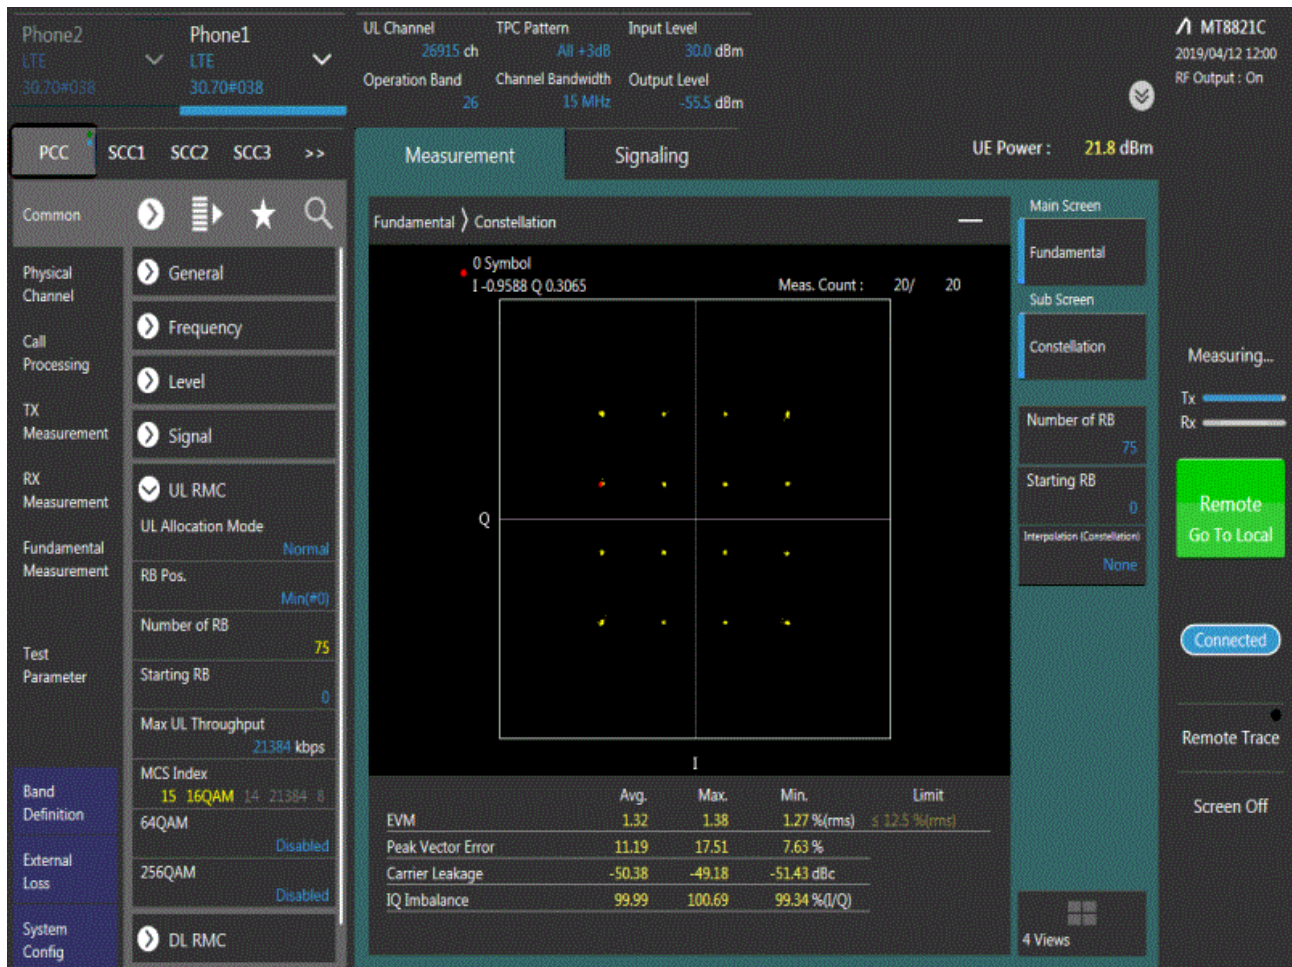 Phone2
LTE
30.70#038
Phone1
LTE
30.70#038
UL Channel
26915 ch
TPC Pattern
All +3dB
Input Level
30.0 dBm
Operation Band
26
Channel Bandwidth
15 MHz
Output Level
-55.5 dBm
MT8821C
2019/04/12 12:00
RF Output : On
PCC SCC1 SCC2 SCC3 >>
Measurement
Signaling
UE Power : 21.8 dBm
Common
Physical
Channel
Call
Processing
TX
Measurement
RX
Measurement
Fundamental
Measurement
Test
Parameter
Band
Definition
External
Loss
System
Config
General
Frequency
Level
Signal
UL RMC
UL Allocation Mode
Normal
RB Pos.
Min(#0)
Number of RB
75
Starting RB
0
Max UL Throughput
21384 kbps
MCS Index
15 16QAM 14 21384 8
64QAM
Disabled
256QAM
Disabled
DL RMC
Fundamental 〉Constellation
0 Symbol
I -0.9588 Q 0.3065
Meas. Count : 20/ 20
Q
I
Avg. Max. Min. Limit
EVM 1.32 1.38 1.27 %(rms) ≤ 12.5 %(rms)
Peak Vector Error 11.19 17.51 7.63 %
Carrier Leakage -50.38 -49.18 -51.43 dBc
IQ Imbalance 99.99 100.69 99.34 %(I/Q)
Main Screen
Fundamental
Sub Screen
Constellation
Number of RB
75
Starting RB
0
Interpolation (Constellation)
None
4 Views
Measuring...
Tx
Rx
Remote
Go To Local
Connected
Remote Trace
Screen Off